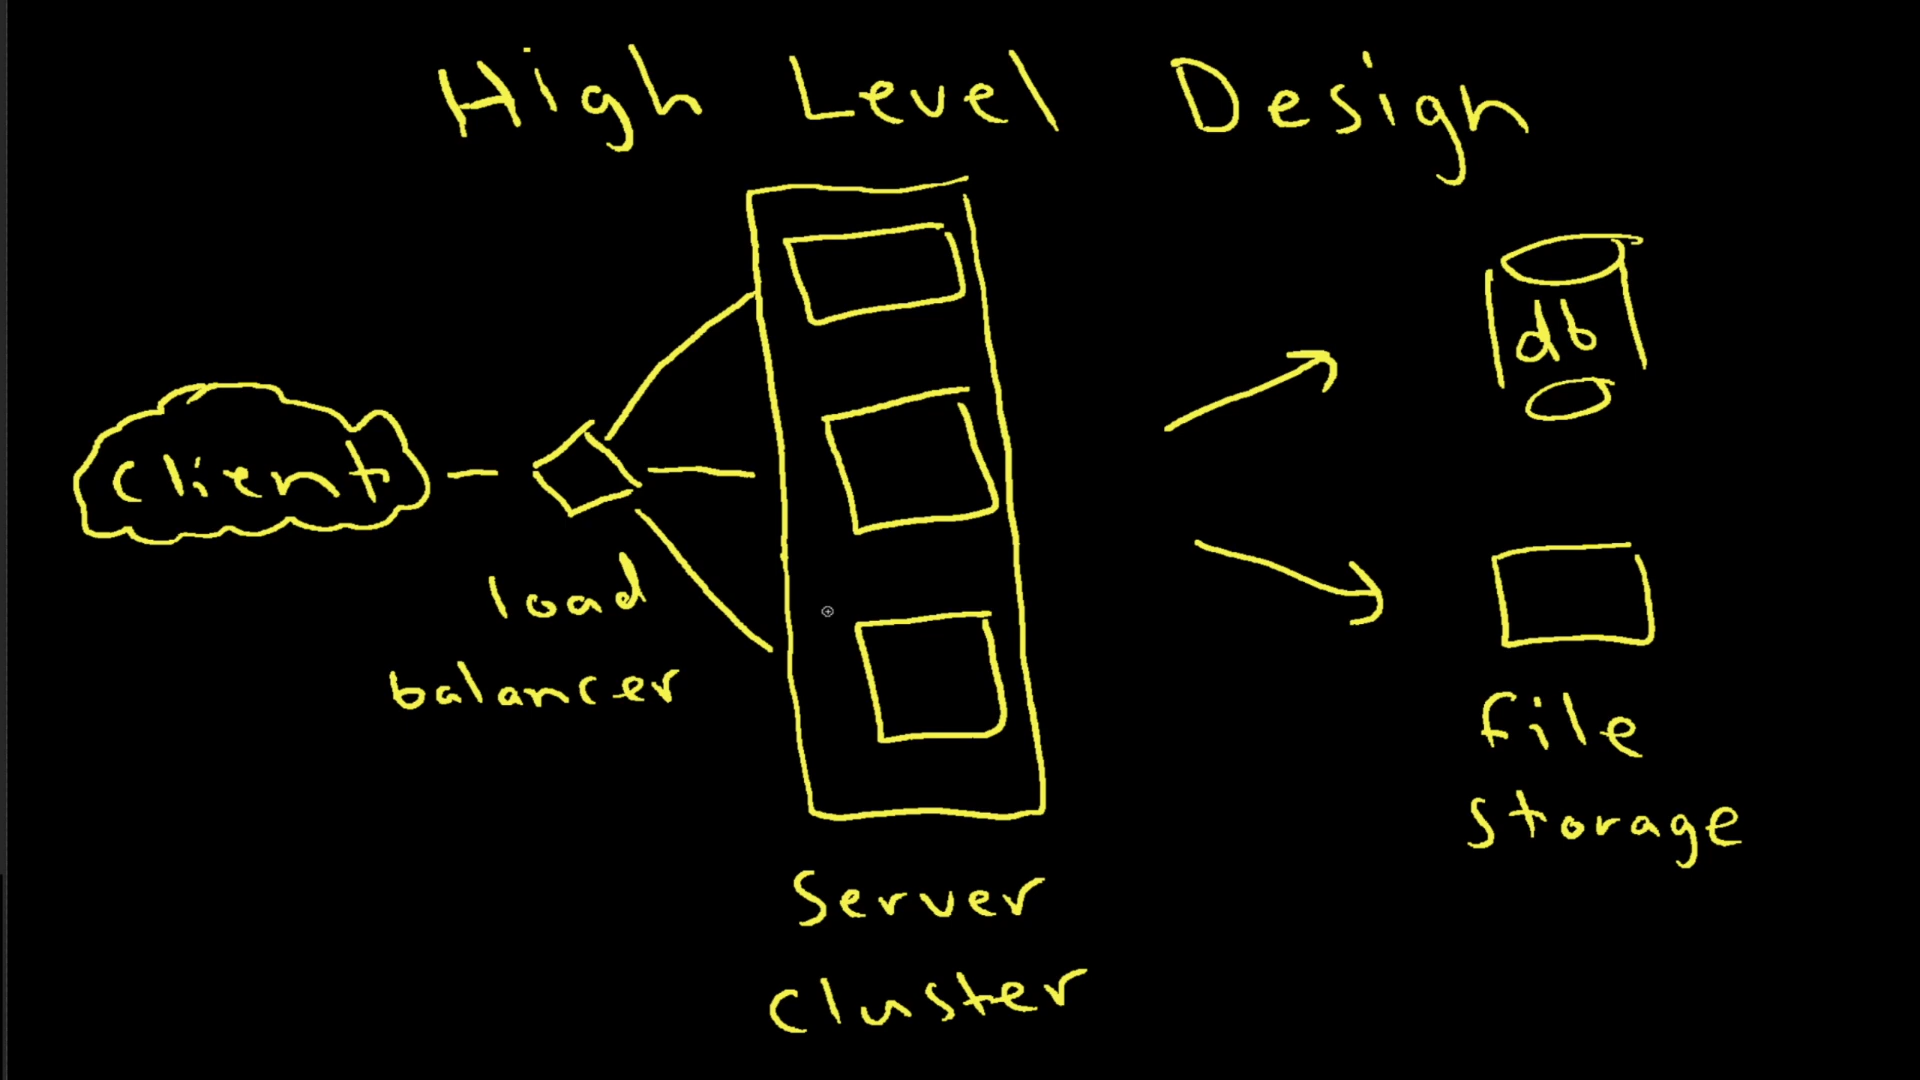 High Level Design
client
load
balancer
db
file
storage
Server
Cluster